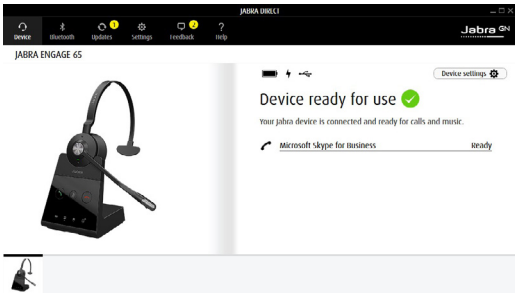 JABRA DIRECT
Device
Bluetooth
Updates 1
Settings
Feedback 2
Help
Jabra GN
JABRA ENGAGE 65
Device settings
Device ready for use
Your Jabra device is connected and ready for calls and music.
Microsoft Skype for Business Ready